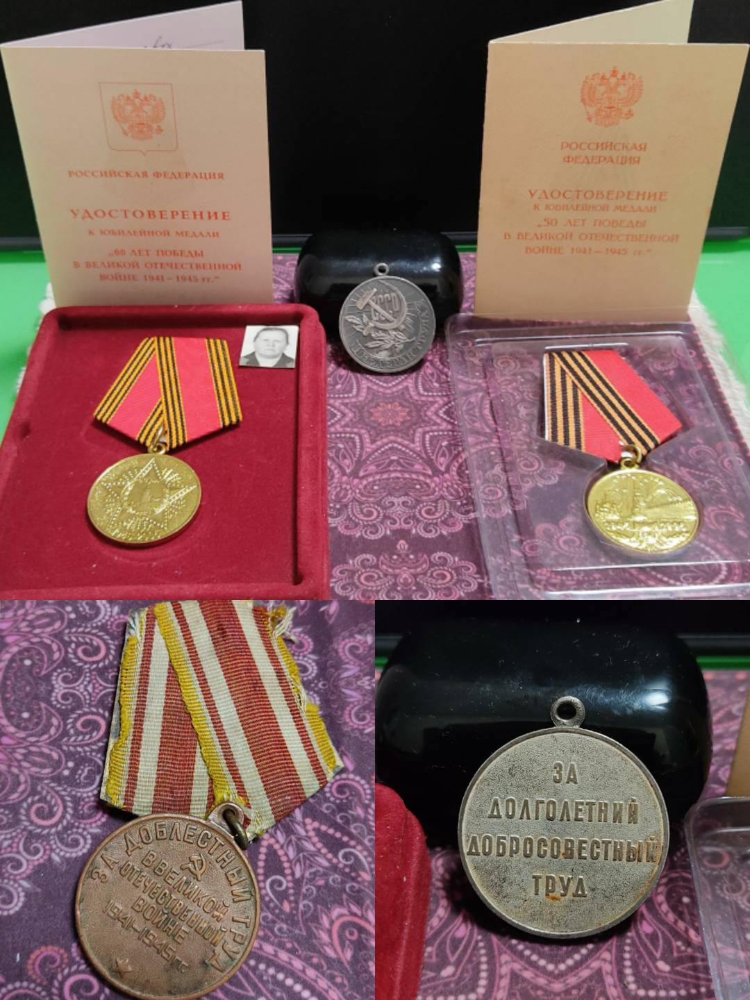 РОССИЙСКАЯ ФЕДЕРАЦИЯ
УДОСТОВЕРЕНИЕ
К ЮБИЛЕЙНОЙ МЕДАЛИ
„60 ЛЕТ ПОБЕДЫ
В ВЕЛИКОЙ ОТЕЧЕСТВЕННОЙ
ВОЙНЕ 1941–1945 гг.“
РОССИЙСКАЯ
ФЕДЕРАЦИЯ
УДОСТОВЕРЕНИЕ
К ЮБИЛЕЙНОЙ МЕДАЛИ
„50 ЛЕТ ПОБЕДЫ
В ВЕЛИКОЙ ОТЕЧЕСТВЕННОЙ
ВОЙНЕ 1941—1945 гг.“
СССР
ВЕТЕРАН ТРУДА
ЗА ДОБЛЕСТНЫЙ ТРУД
В ВЕЛИКОЙ
ОТЕЧЕСТВЕННОЙ
ВОЙНЕ
1941–1945 гг.
ЗА
ДОЛГОЛЕТНИЙ
ДОБРОСОВЕСТНЫЙ
ТРУД